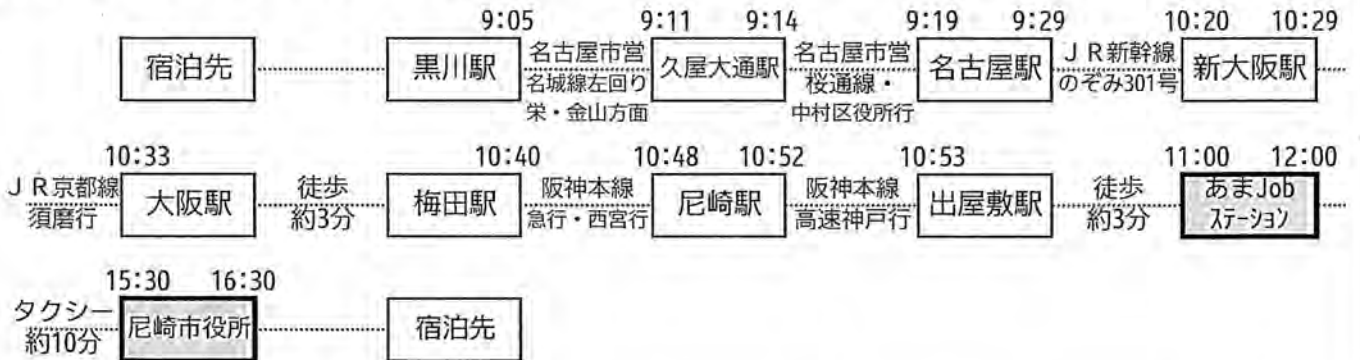 9:05 9:11 9:14 9:19 9:29 10:20 10:29
宿泊先 黒川駅 名古屋市営 久屋大通駅 名古屋市営 名古屋駅 ＪＲ新幹線 新大阪駅
名城線左回り 桜通線・ のぞみ301号
栄・金山方面 中村区役所行
10:33 10:40 10:48 10:52 10:53 11:00 12:00
ＪＲ京都線 大阪駅 徒歩 梅田駅 阪神本線 尼崎駅 阪神本線 出屋敷駅 徒歩 あまJob
須磨行 約3分 急行・西宮行 高速神戸行 約3分 ステーション
15:30 16:30
タクシー 尼崎市役所 宿泊先
約10分